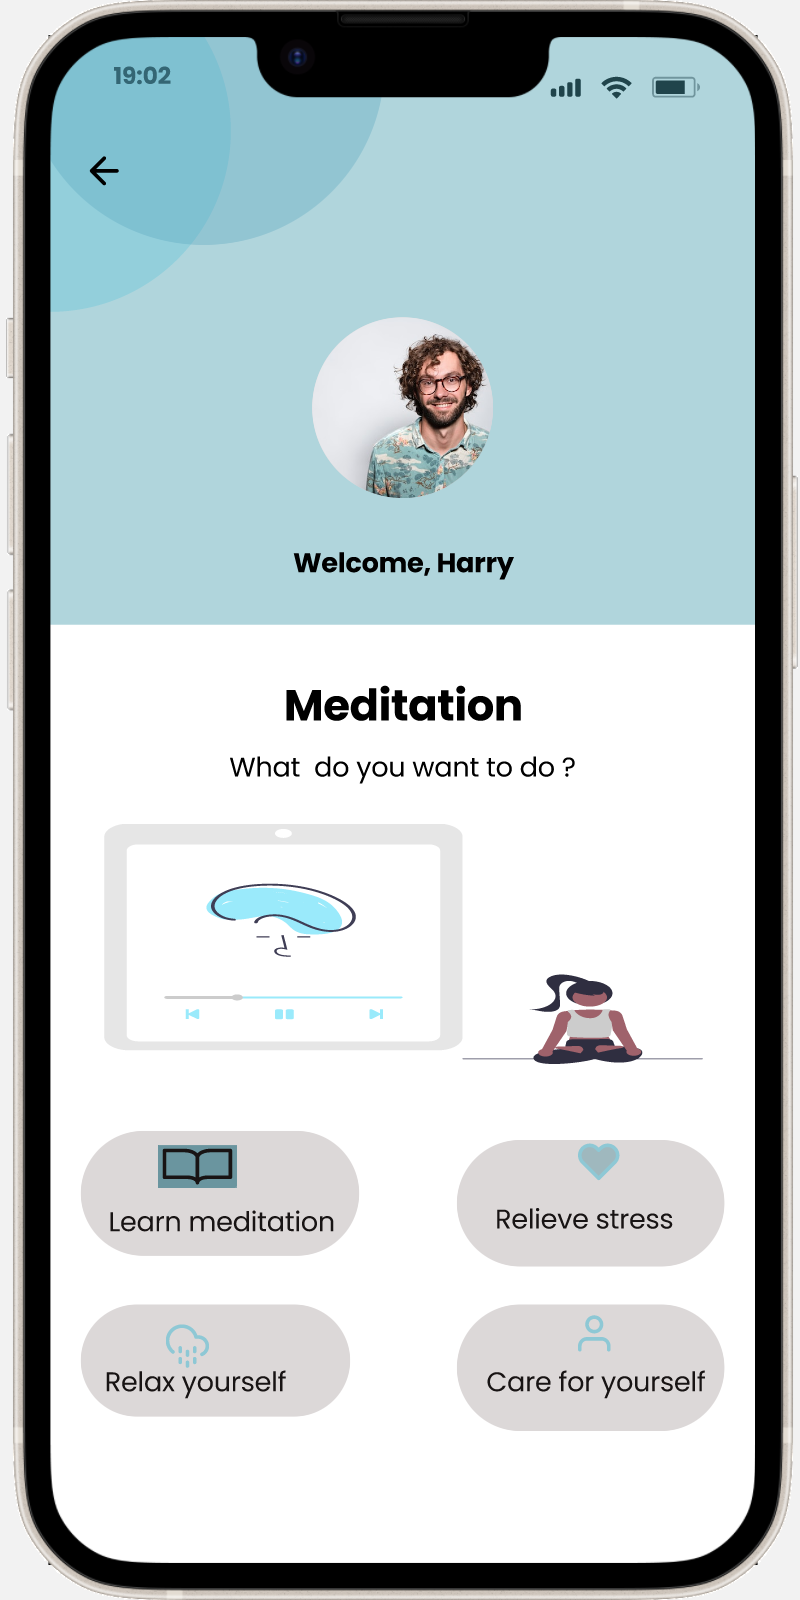 19:02
Welcome, Harry
Meditation
What  do you want to do ?
Learn meditation
Relieve stress
Relax yourself
Care for yourself